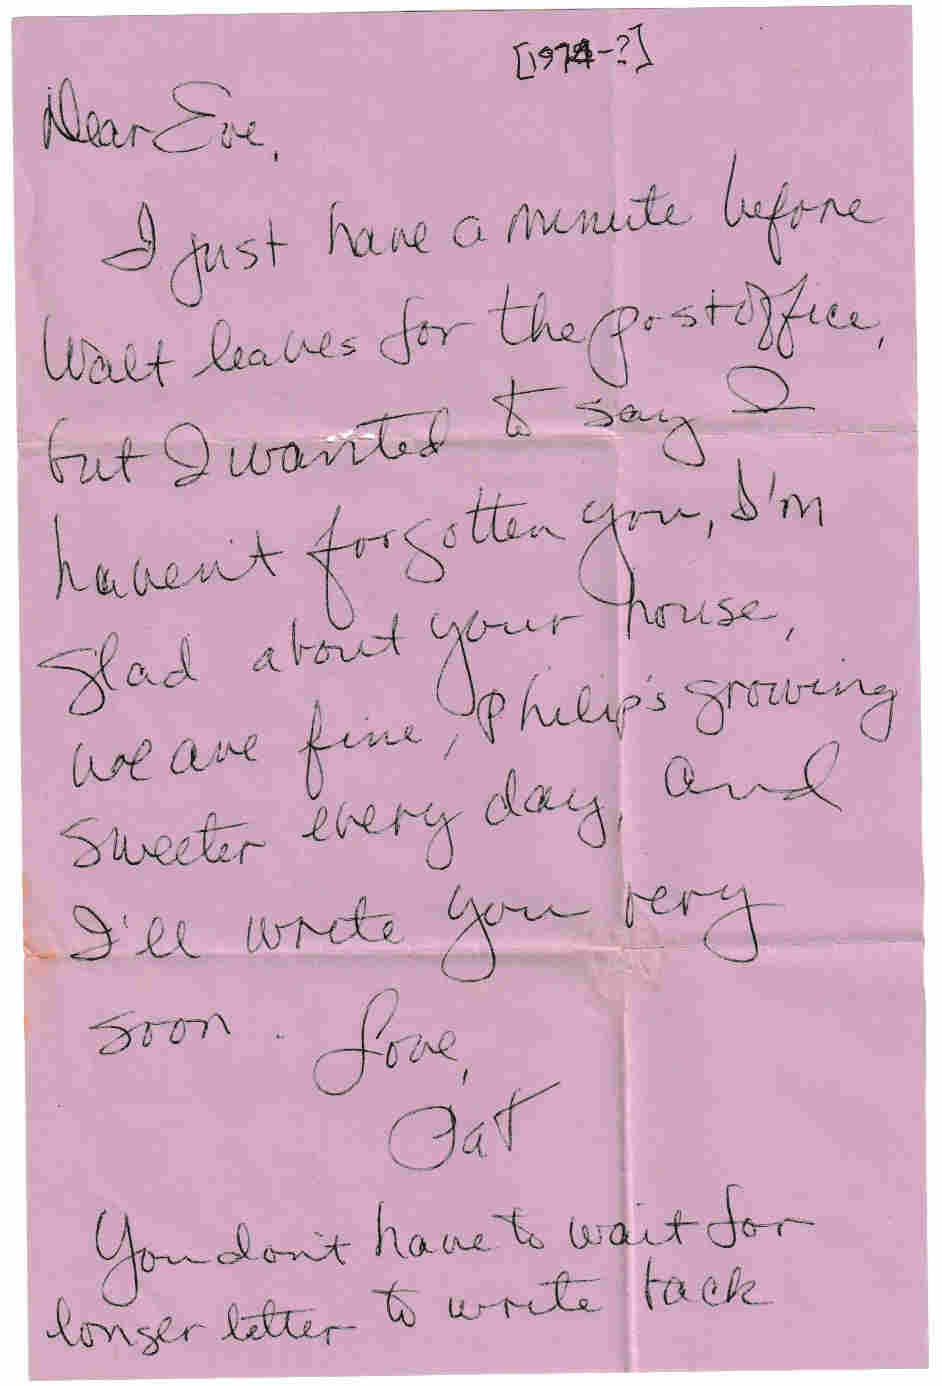 [1974-?]
Dear Eve,
I just have a minute before
Walt leaves for the post office,
but I wanted to say I
haven't forgotten you, I'm
glad about your house,
we are fine, Philip's growing
sweeter every day, and
I'll write you very
soon. Love,
Pat
You don't have to wait for
longer letter to write back